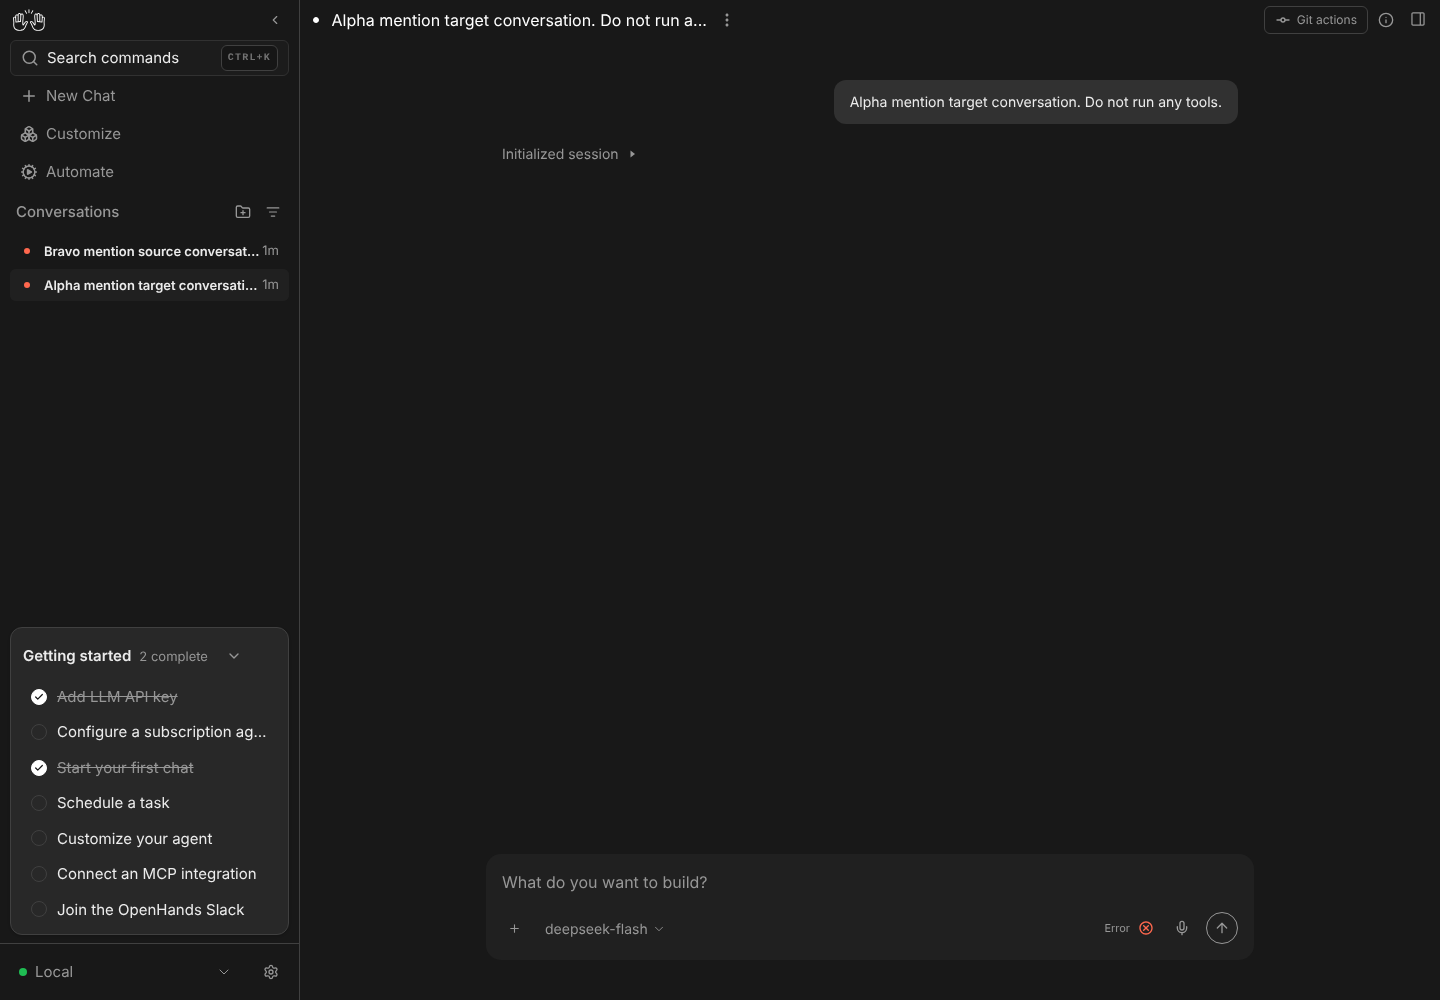 Search commands
CTRL+K
New Chat
Customize
Automate
Conversations
Bravo mention source conversat... 1m
Alpha mention target conversati... 1m
Getting started 2 complete
Add LLM API key
Configure a subscription ag...
Start your first chat
Schedule a task
Customize your agent
Connect an MCP integration
Join the OpenHands Slack
Local
Alpha mention target conversation. Do not run a...
Git actions
Alpha mention target conversation. Do not run any tools.
Initialized session
What do you want to build?
deepseek-flash
Error